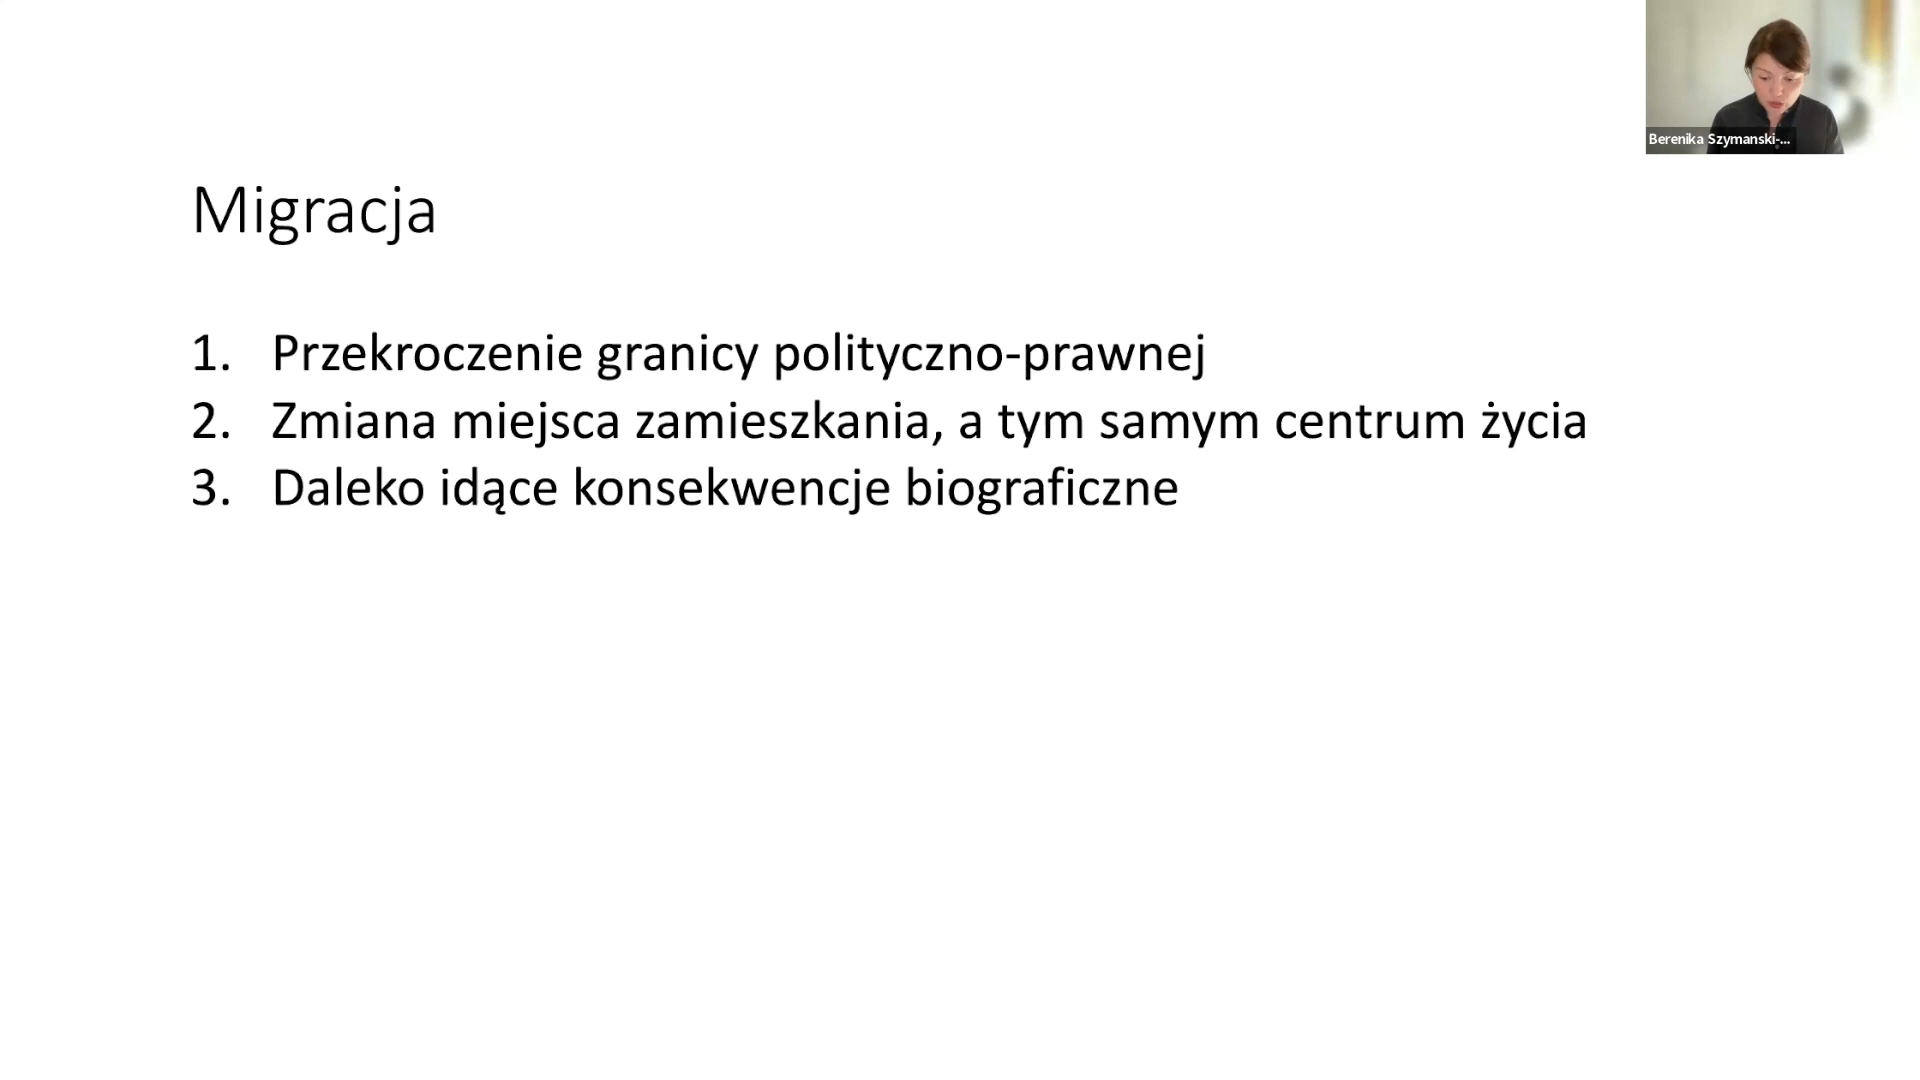 Berenika Szymanski-...
Migracja
1. Przekroczenie granicy polityczno-prawnej
2. Zmiana miejsca zamieszkania, a tym samym centrum życia
3. Daleko idące konsekwencje biograficzne